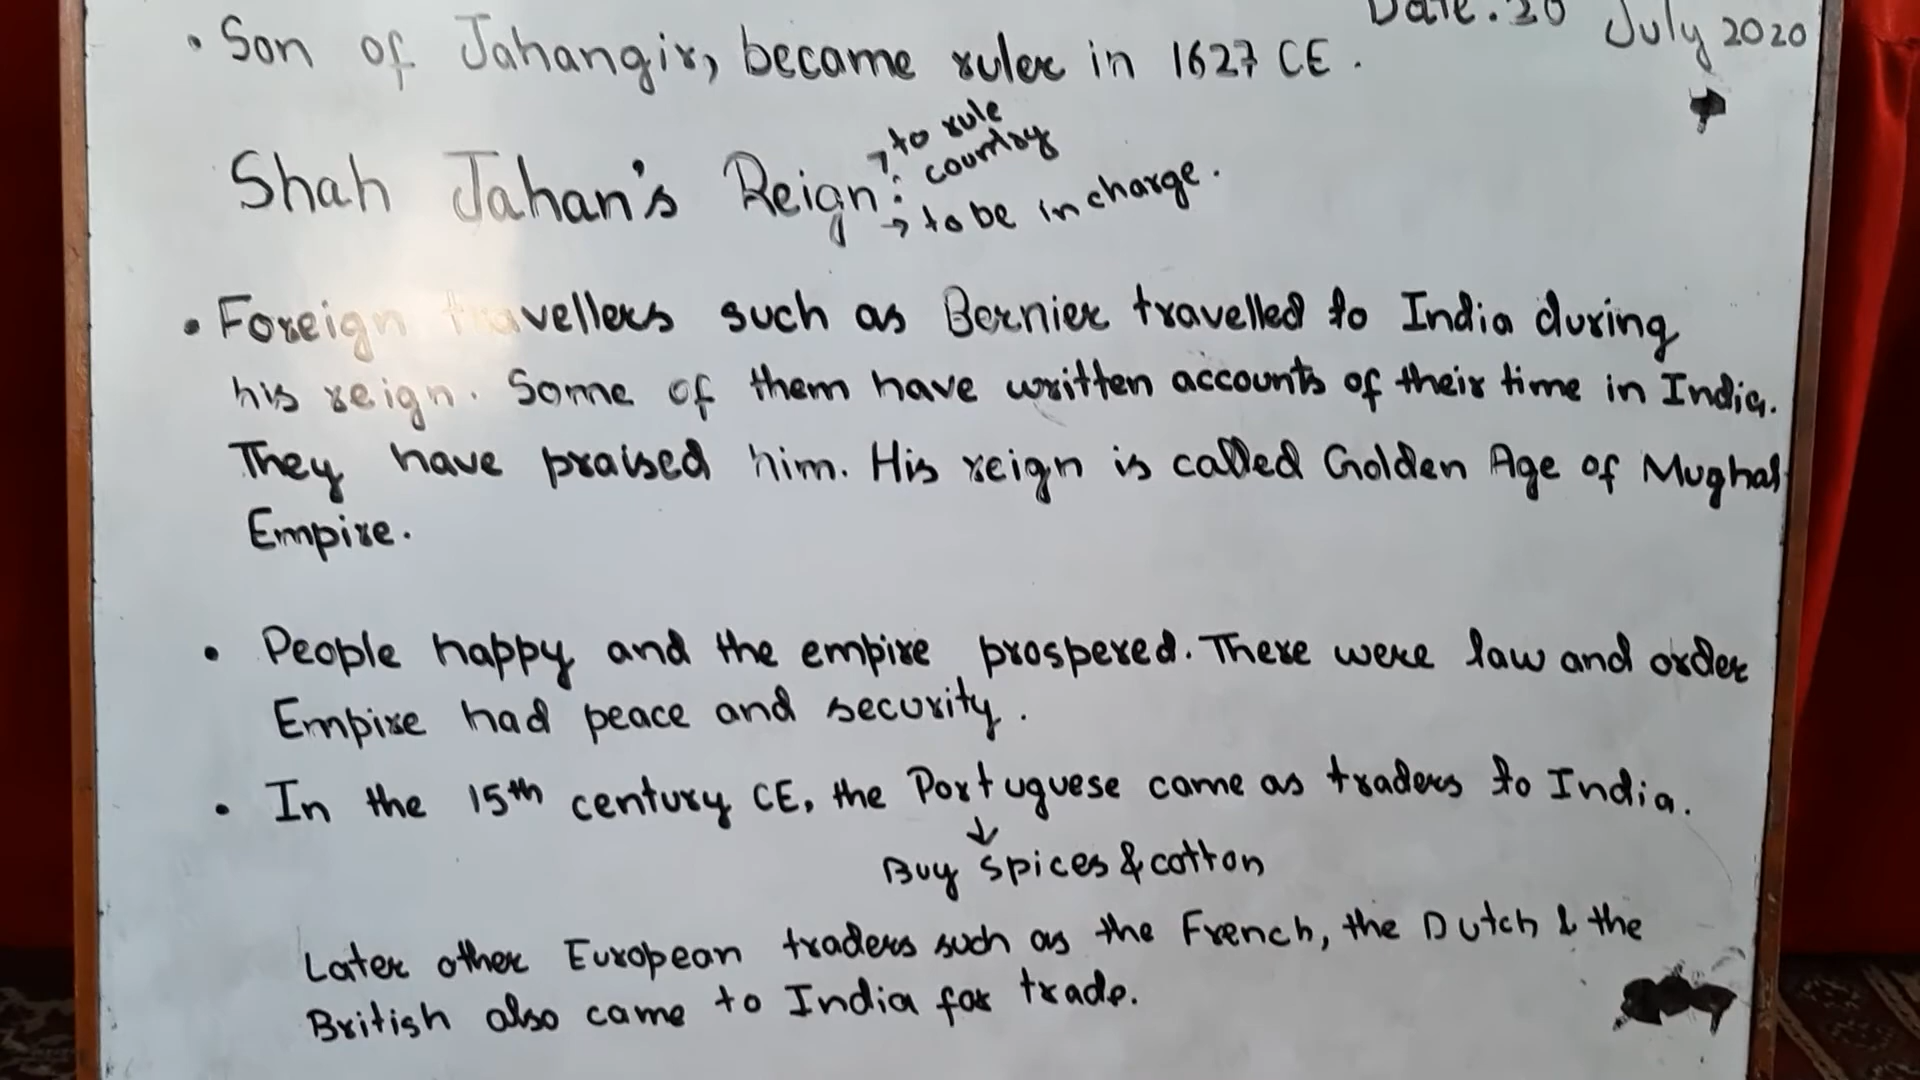 Date. 20 July 2020
• Son of Jahangir, became ruler in 1627 CE.
Shah Jahan's Reign:
→ to rule country
→ to be in charge.
• Foreign travellers such as Bernier travelled to India during
his reign. Some of them have written accounts of their time in India.
They have praised him. His reign is called Golden Age of Mughal
Empire.
• People happy and the empire prospered. There were law and order
Empire had peace and security.
• In the 15th century CE, the Portuguese came as traders to India.
↓
Buy spices & cotton
Later other European traders such as the French, the Dutch & the
British also came to India for trade.